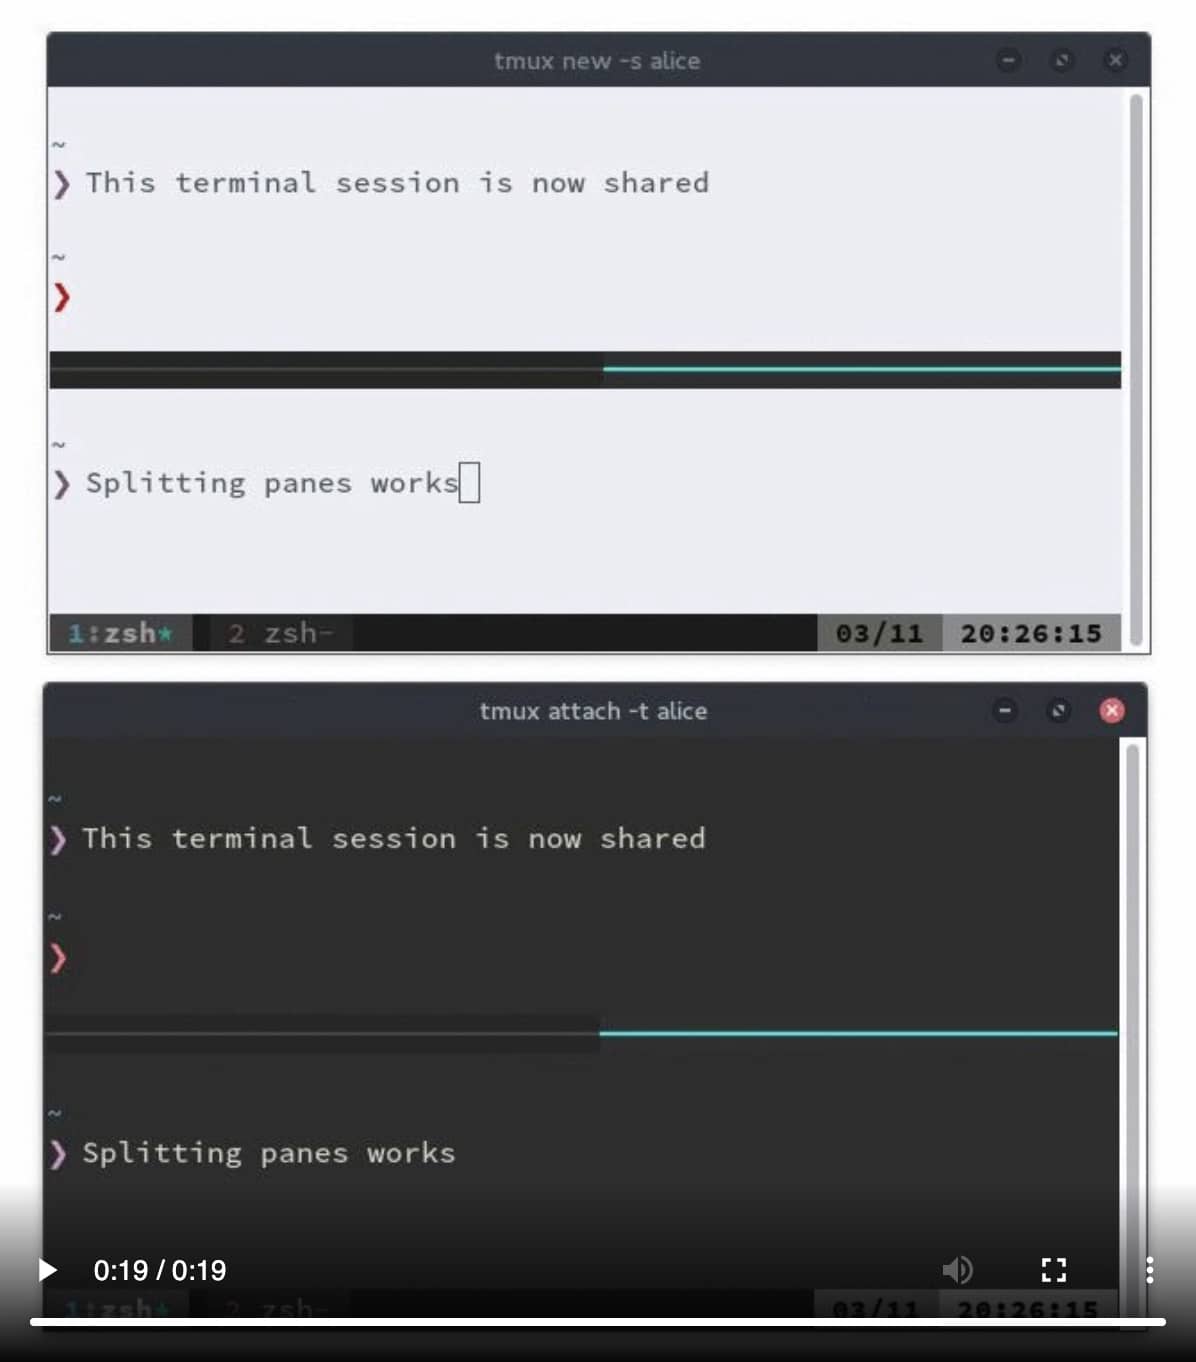 tmux new -s alice
~
❯ This terminal session is now shared
~
❯
~
❯ Splitting panes works
1:zsh* 2 zsh- 03/11 20:26:15
tmux attach -t alice
~
❯ This terminal session is now shared
~
❯
~
❯ Splitting panes works
0:19 / 0:19
1:zsh* 2 zsh- 03/11 20:26:15